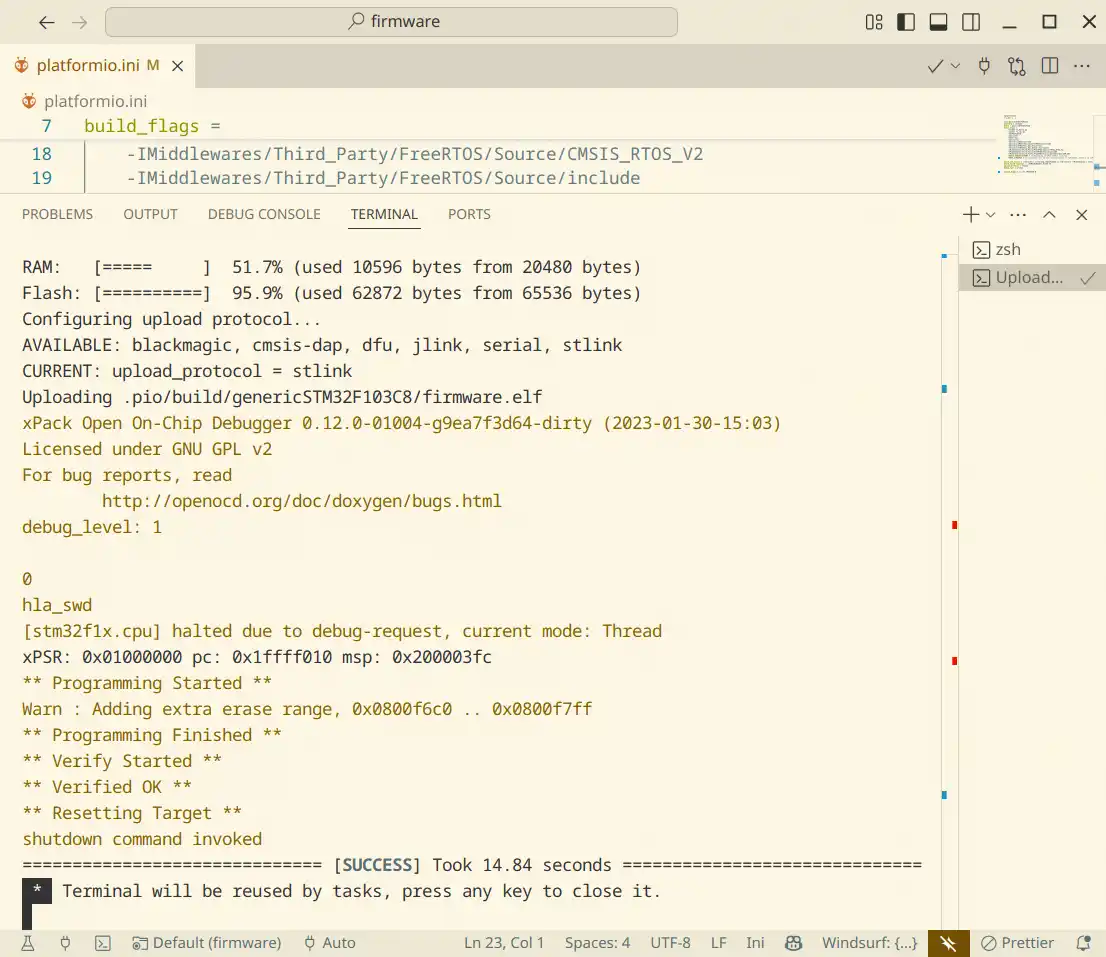 firmware
platformio.ini M
platformio.ini
7 build_flags =
18 -IMiddlewares/Third_Party/FreeRTOS/Source/CMSIS_RTOS_V2
19 -IMiddlewares/Third_Party/FreeRTOS/Source/include
PROBLEMS OUTPUT DEBUG CONSOLE TERMINAL PORTS
zsh
Upload...
RAM: [===== ] 51.7% (used 10596 bytes from 20480 bytes)
Flash: [==========] 95.9% (used 62872 bytes from 65536 bytes)
Configuring upload protocol...
AVAILABLE: blackmagic, cmsis-dap, dfu, jlink, serial, stlink
CURRENT: upload_protocol = stlink
Uploading .pio/build/genericSTM32F103C8/firmware.elf
xPack Open On-Chip Debugger 0.12.0-01004-g9ea7f3d64-dirty (2023-01-30-15:03)
Licensed under GNU GPL v2
For bug reports, read
http://openocd.org/doc/doxygen/bugs.html
debug_level: 1
0
hla_swd
[stm32f1x.cpu] halted due to debug-request, current mode: Thread
xPSR: 0x01000000 pc: 0x1ffff010 msp: 0x200003fc
** Programming Started **
Warn : Adding extra erase range, 0x0800f6c0 .. 0x0800f7ff
** Programming Finished **
** Verify Started **
** Verified OK **
** Resetting Target **
shutdown command invoked
============================== [SUCCESS] Took 14.84 seconds ==============================
* Terminal will be reused by tasks, press any key to close it.
Default (firmware) Auto Ln 23, Col 1 Spaces: 4 UTF-8 LF Ini Windsurf: {...} Prettier